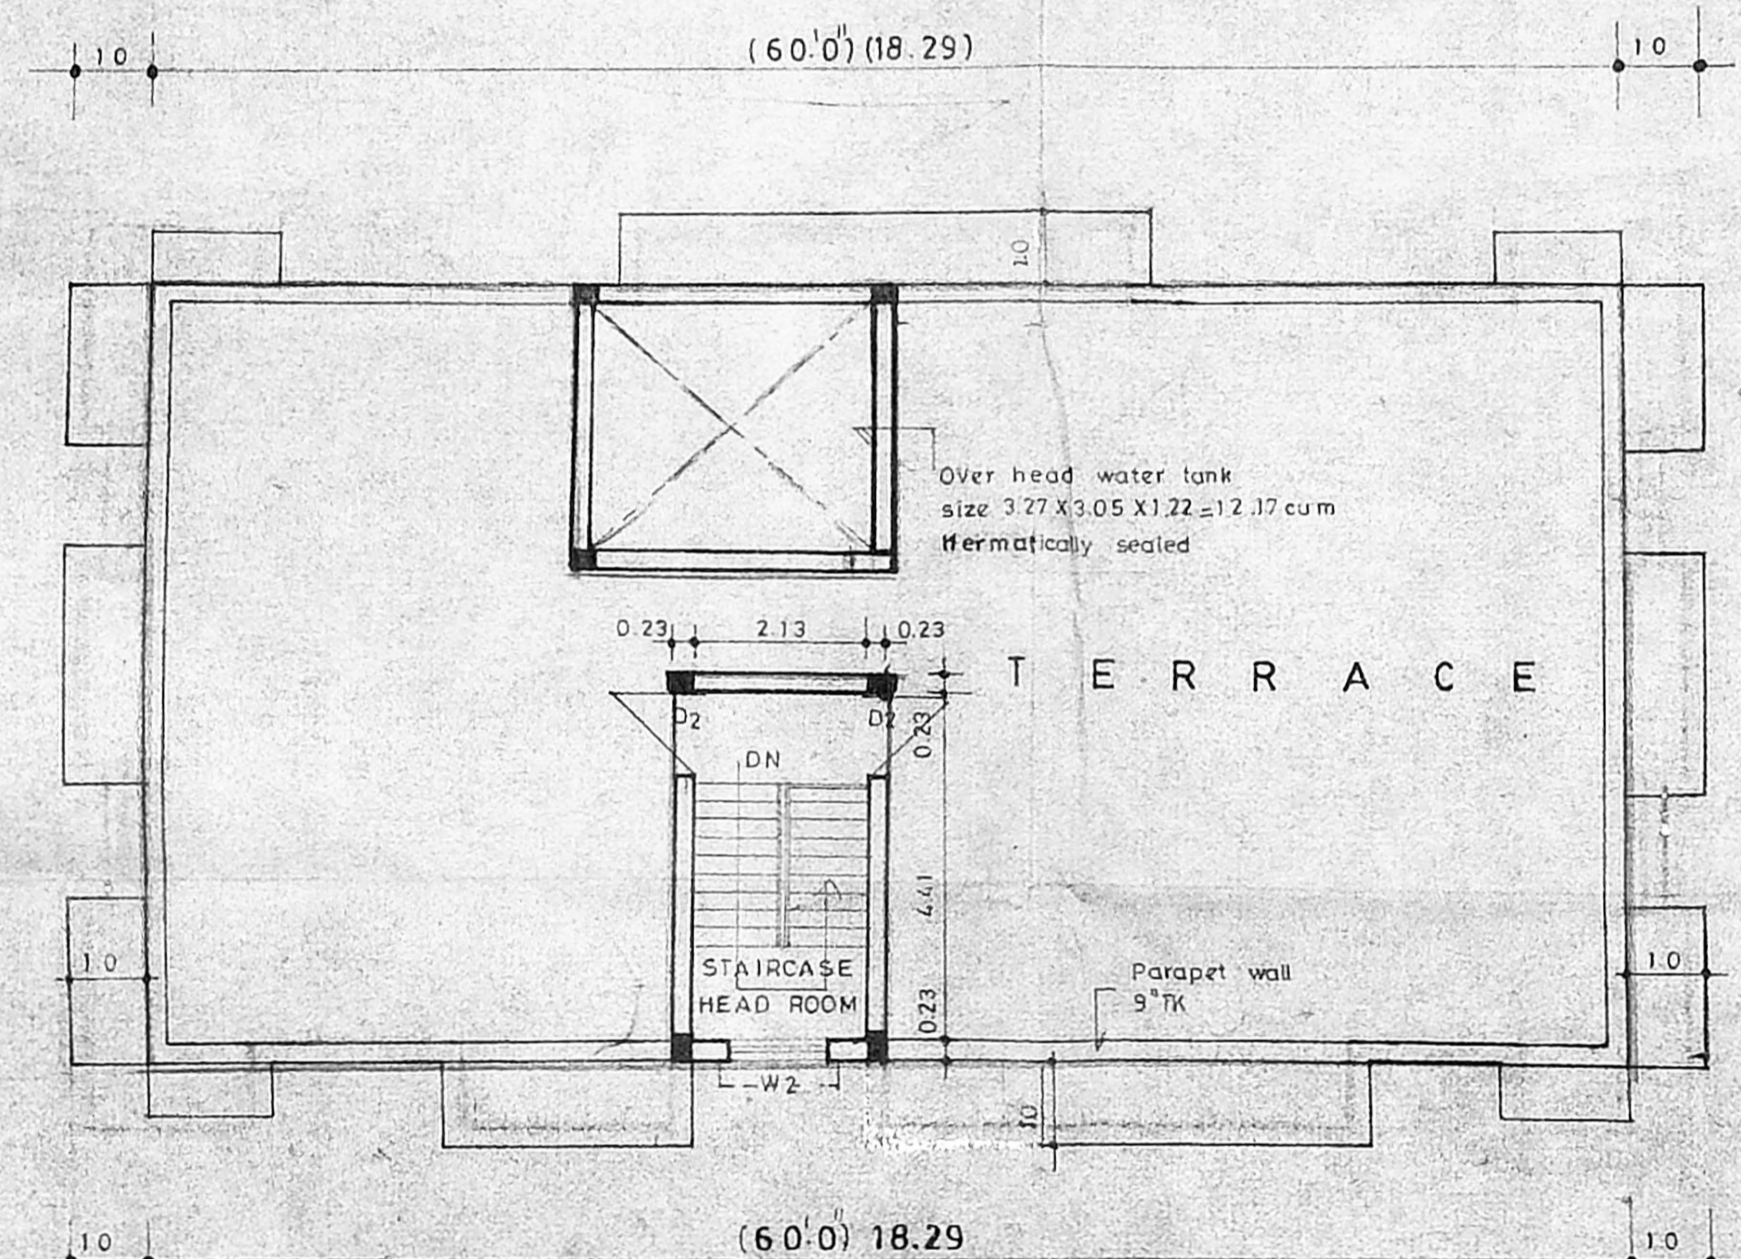 10 (60'0") (18.29) 10
10
Over head water tank
size 3.27 X 3.05 X 1.22 = 12.17 cum
Hermatically sealed
0.23 2.13 0.23
TERRACE
D2 D2
0.23
DN
4.41
STAIRCASE
HEAD ROOM
10
10
Parapet wall
9" TK
0.23
W2
10
10 (60'0") 18.29 10